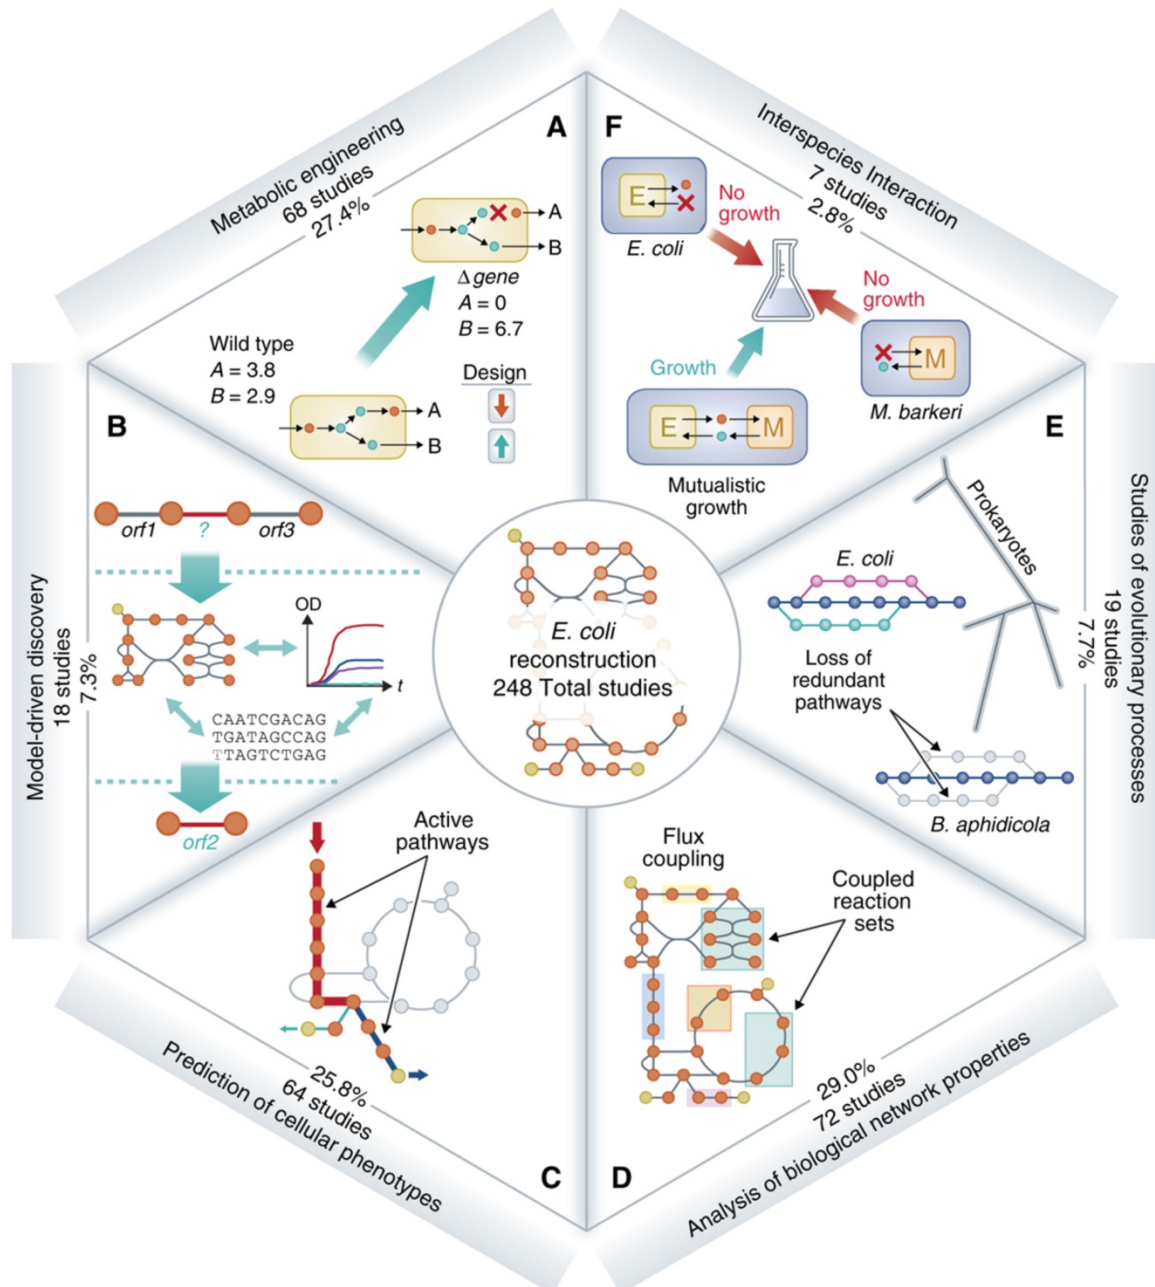 Metabolic engineering
68 studies
27.4%
A
A
B
Δ gene
A = 0
B = 6.7
Wild type
A = 3.8
B = 2.9
A
B
Design
F
Interspecies Interaction
7 studies
2.8%
E
No
growth
E. coli
No
growth
M
M. barkeri
Growth
E
M
Mutualistic
growth
B
Model-driven discovery
18 studies
7.3%
orf1
?
orf3
OD
t
CAATCGACAG
TGATAGCCAG
TTAGTCTGAG
orf2
E. coli
reconstruction
248 Total studies
E
Studies of evolutionary processes
19 studies
7.7%
Prokaryotes
E. coli
Loss of
redundant
pathways
B. aphidicola
C
Active
pathways
25.8%
64 studies
Prediction of cellular phenotypes
D
Flux
coupling
Coupled
reaction
sets
29.0%
72 studies
Analysis of biological network properties